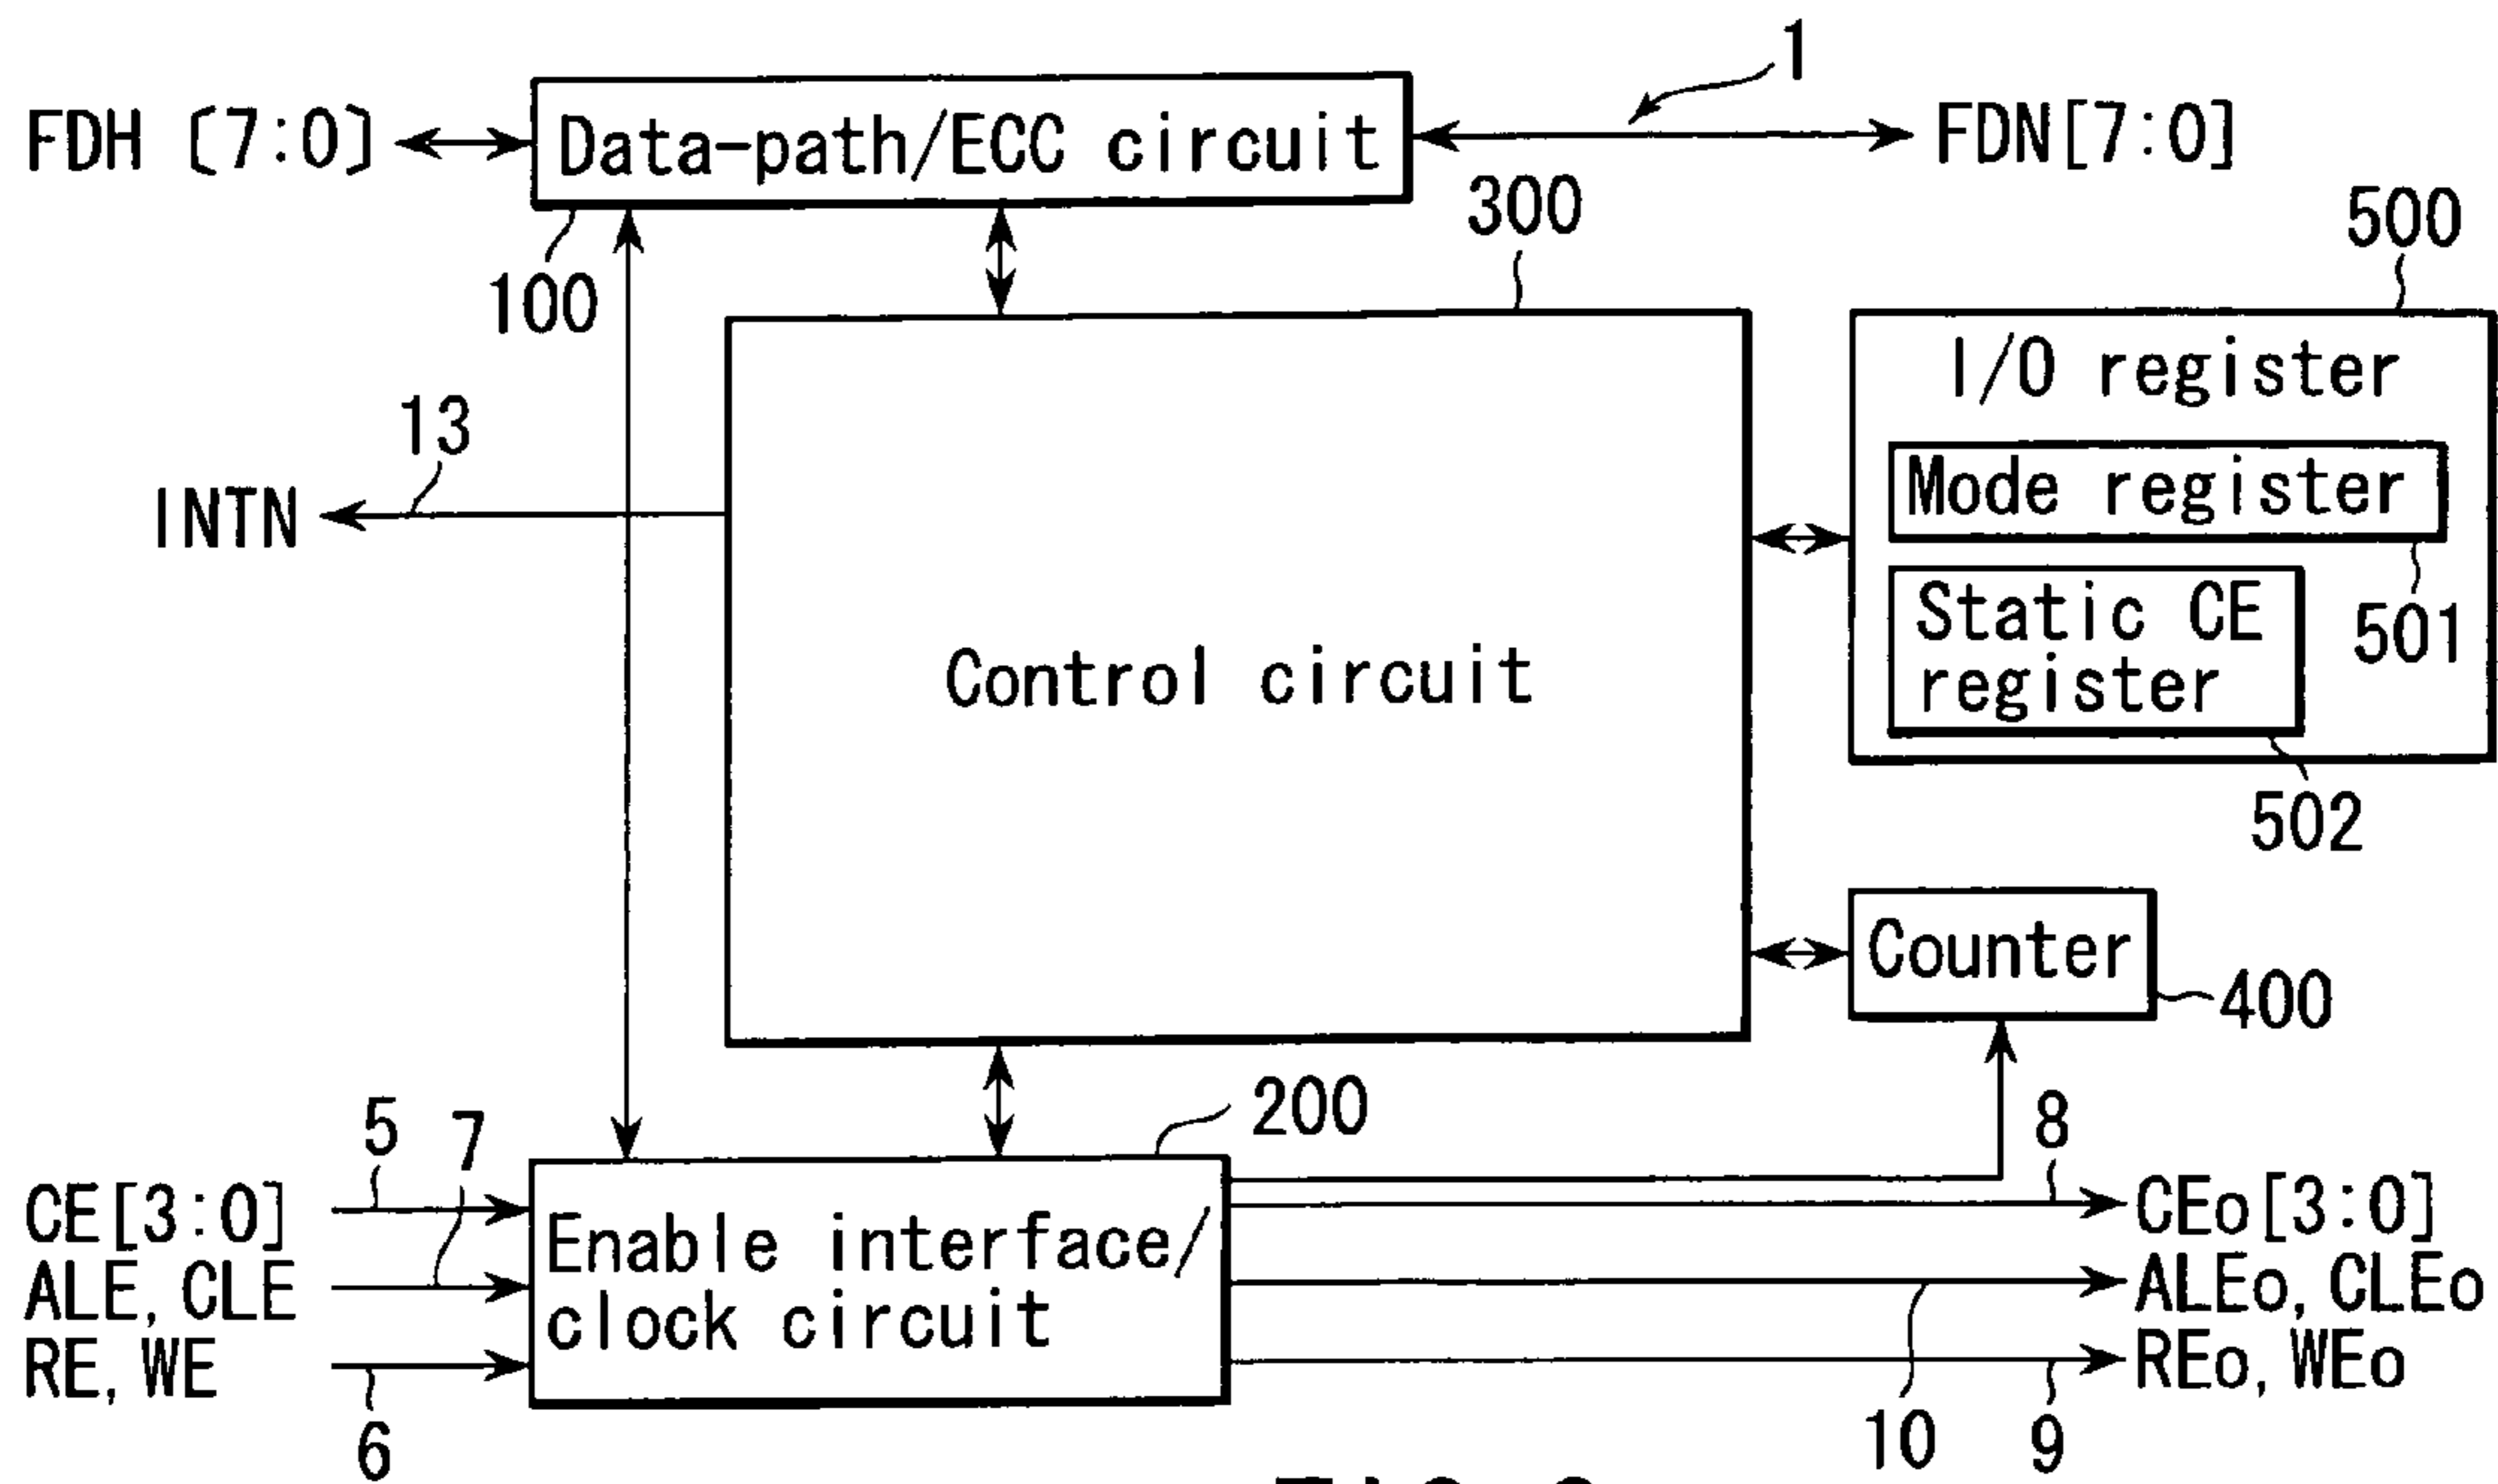 1
FDH [7:0]
Data-path/ECC circuit
FDN[7:0]
100
300
500
I/O register
13
INTN
Mode register
501
Static CE
register
502
Control circuit
Counter
400
200
5
7
8
CE[3:0]
ALE, CLE
RE, WE
Enable interface/
clock circuit
CEo[3:0]
ALEo, CLEo
REo, WEo
6
10
9